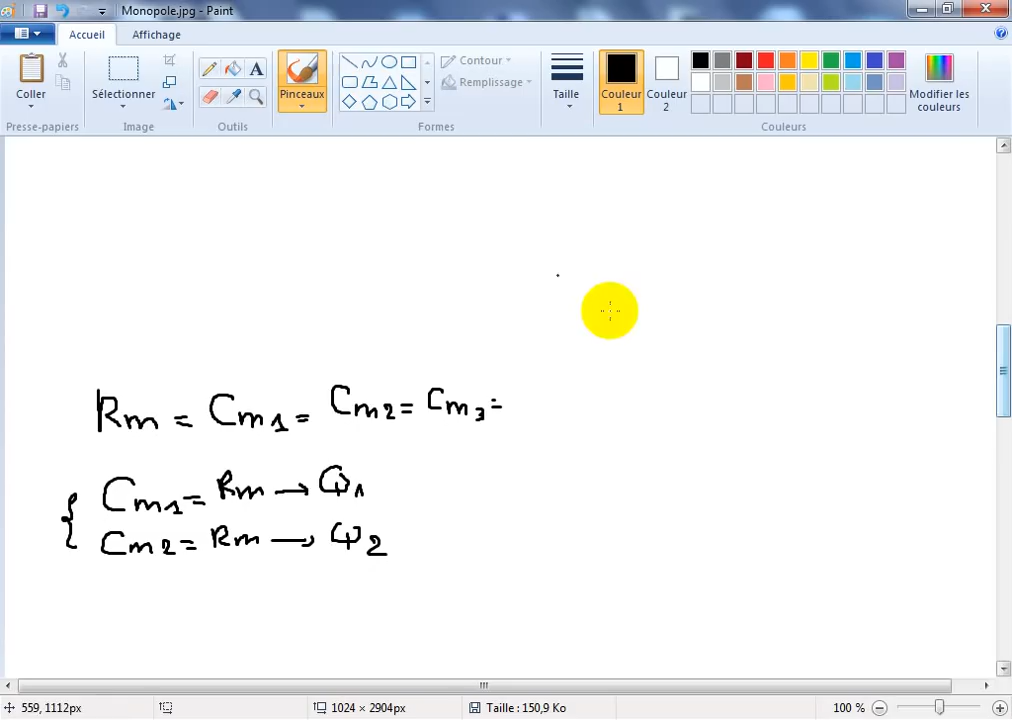 Monopole.jpg - Paint
Accueil Affichage
Coller
Sélectionner
Pinceaux
Contour
Remplissage
Taille
Couleur 1
Couleur 2
Modifier les couleurs
Presse-papiers Image Outils Formes Couleurs
Rm = Cm1 = Cm2 = Cm3 =
Cm1 = Rm → Q1
Cm2 = Rm → Q2
559, 1112px 1024 × 2904px Taille : 150,9 Ko 100 %